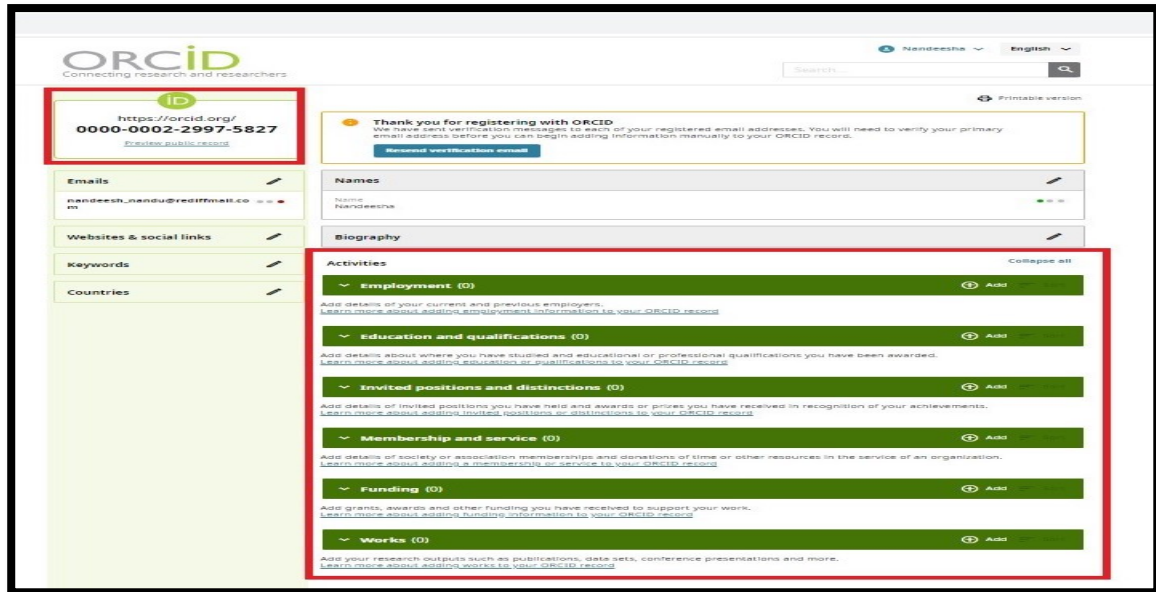 Nandeesha
English
ORCiD
Connecting research and researchers
Search...
Printable version
iD
https://orcid.org/
0000-0002-2997-5827
Preview public record
Thank you for registering with ORCID
We have sent verification messages to each of your registered email addresses. You will need to verify your primary
email address before you can begin adding information manually to your ORCID record.
Resend verification email
Emails
nandeesh_nandu@rediffmail.co
m
Websites & social links
Keywords
Countries
Names
Name
Nandeesha
Biography
Activities
Collapse all
Employment (0)
Add
Add details of your current and previous employers.
Learn more about adding employment information to your ORCID record
Education and qualifications (0)
Add
Add details about where you have studied and educational or professional qualifications you have been awarded.
Learn more about adding education or qualifications to your ORCID record
Invited positions and distinctions (0)
Add
Add details of invited positions you have held and awards or prizes you have received in recognition of your achievements.
Learn more about adding invited positions or distinctions to your ORCID record
Membership and service (0)
Add
Add details of society or association memberships and donations of time or other resources in the service of an organization.
Learn more about adding a membership or service to your ORCID record
Funding (0)
Add
Add grants, awards and other funding you have received to support your work.
Learn more about adding funding information to your ORCID record
Works (0)
Add
Add your research outputs such as publications, data sets, conference presentations and more.
Learn more about adding works to your ORCID record